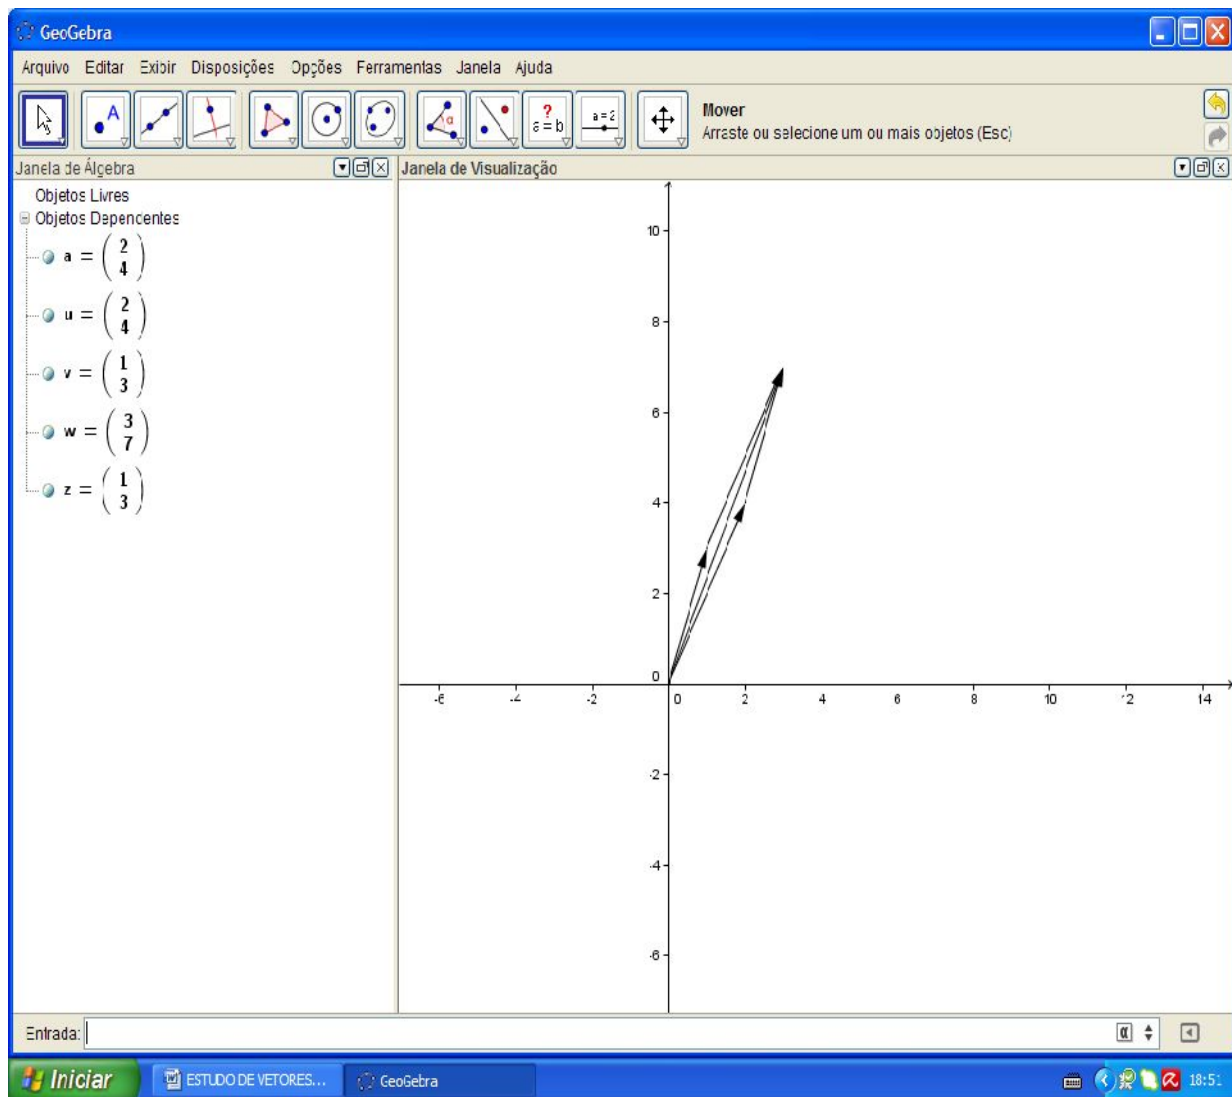 GeoGebra
Arquivo Editar Exibir Disposições Opções Ferramentas Janela Ajuda
A α ? a = b a = 2
Mover
Arraste ou selecione um ou mais objetos (Esc)
Janela de Álgebra
Janela de Visualização
Objetos Livres
Objetos Dependentes
a = ( 2 4 )
u = ( 2 4 )
v = ( 1 3 )
w = ( 3 7 )
z = ( 1 3 )
10
8
6
4
2
0
-6 -4 -2 0 2 4 6 8 10 12 14
-2
-4
-6
Entrada: α
Iniciar ESTUDO DE VETORES... GeoGebra 18:51